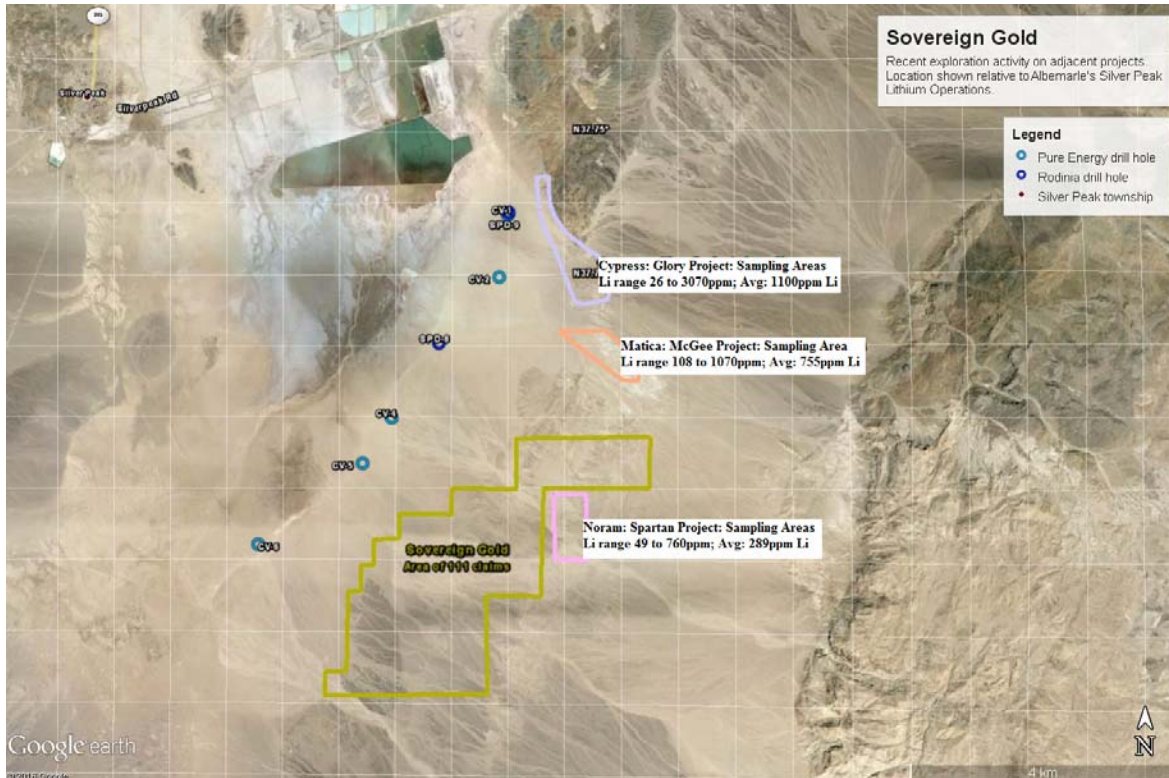 Sovereign Gold
Recent exploration activity on adjacent projects.
Location shown relative to Albemarle's Silver Peak
Lithium Operations.
Legend
Pure Energy drill hole
Rodinia drill hole
Silver Peak township
Silver Peak
Silverpeak Rd
N37.75°
CV-1
SPD-9
CV-2
Cypress: Glory Project: Sampling Areas
Li range 26 to 3070ppm; Avg: 1100ppm Li
SPD-8
Matica: McGee Project: Sampling Area
Li range 108 to 1070ppm; Avg: 755ppm Li
CV-4
Noram: Spartan Project: Sampling Areas
Li range 49 to 760ppm; Avg: 289ppm Li
Sovereign Gold
Area of 111 claims
N
Google earth
4 km